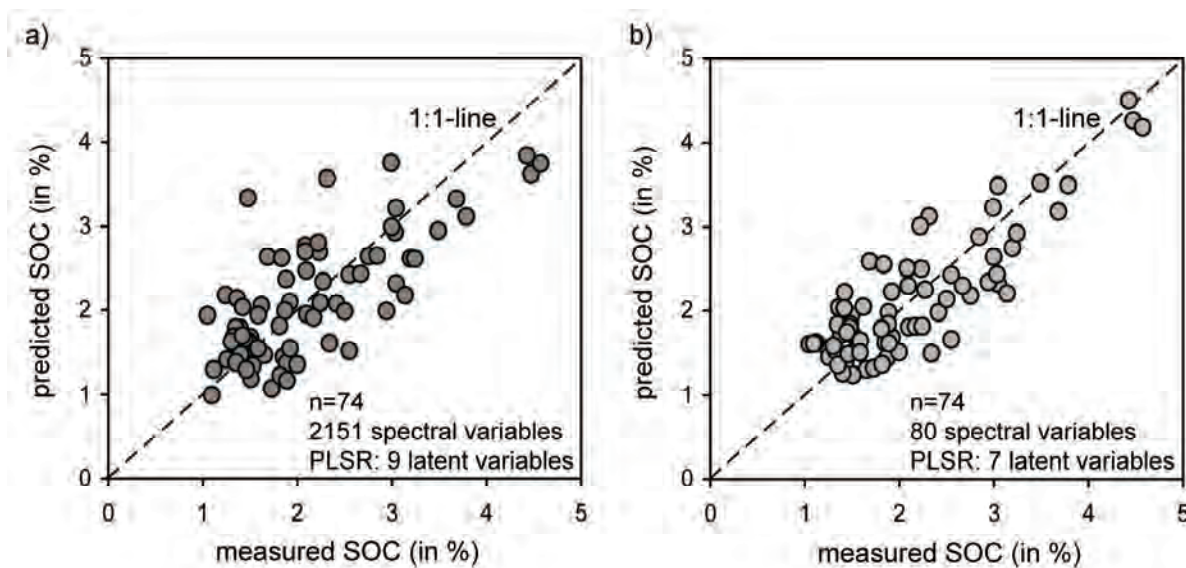 a)
5
4
3
2
1
0
predicted SOC (in %)
1:1-line
n=74
2151 spectral variables
PLSR: 9 latent variables
0 1 2 3 4 5
measured SOC (in %)
b)
5
4
3
2
1
0
predicted SOC (in %)
1:1-line
n=74
80 spectral variables
PLSR: 7 latent variables
0 1 2 3 4 5
measured SOC (in %)